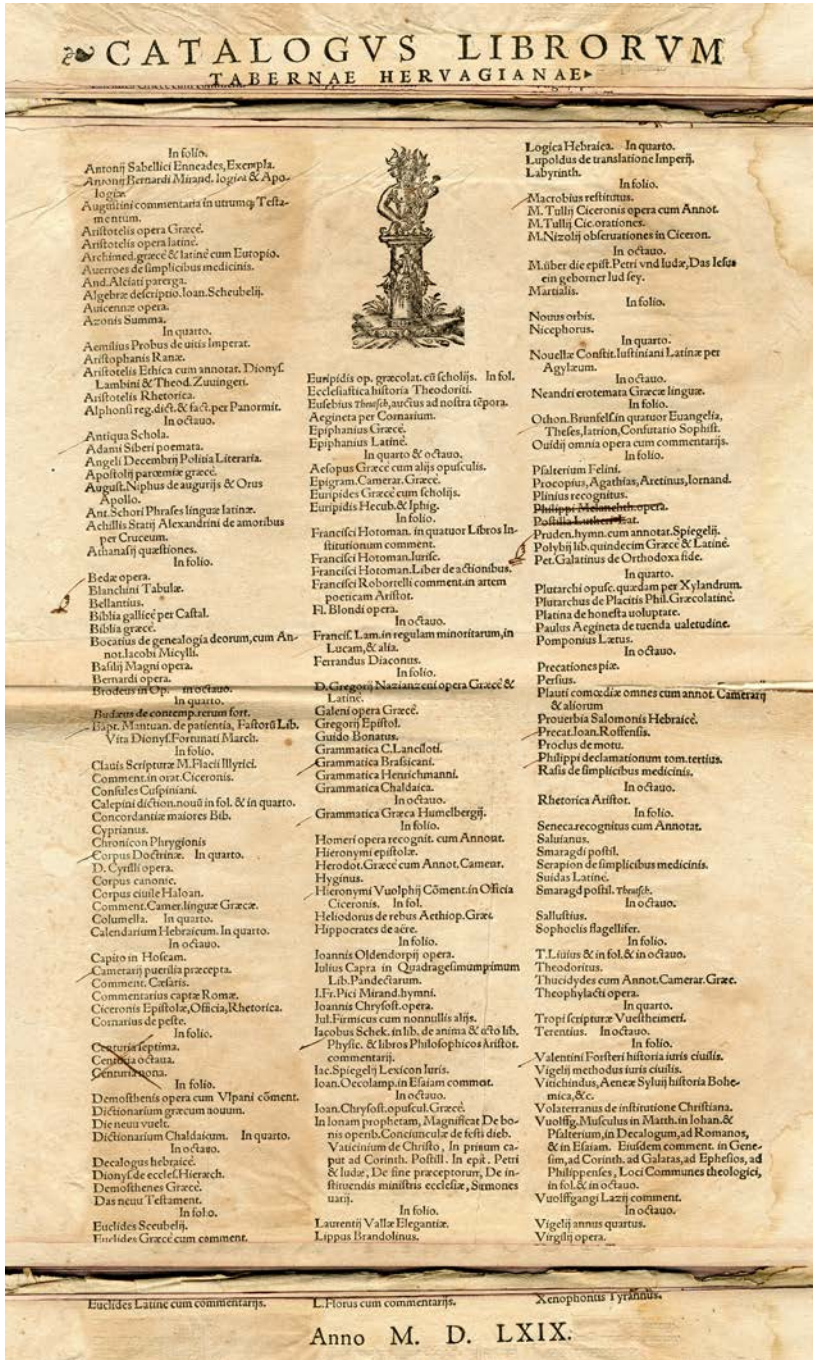 CATALOGVS LIBRORVM
TABERNAE HERVAGIANAE
In folio.
Antonij Sabellici Enneades, Exempla.
Antonij Bernardi Mirand. logica & Apo-
logiæ
Augustini commentaria in utrumq; Testa-
mentum.
Aristotelis opera Græcè.
Aristotelis opera latinè.
Archimed. græcè & latinè cum Eutopio.
Auerroes de simplicibus medicinis.
And. Alciati parerga.
Algebræ descriptio. Ioan. Scheubelij.
Auicennæ opera.
Azonis Summa.
In quarto.
Aemilius Probus de uitis Imperat.
Aristophanis Ranæ.
Aristotelis Ethica cum annotat. Dionys.
Lambini & Theod. Zuuingeri.
Aristotelis Rhetorica.
Alphonsi reg. dict. & fact. per Panormit.
In octauo.
Antiqua Schola.
Adami Siberi poemata.
Angeli Decembrij Politia Literaria.
Apostolij parœmiæ græcè.
August. Niphus de augurijs & Orus
Apollo.
Ant. Schori Phrases linguæ latinæ.
Achillis Statij Alexandrini de amoribus
per Cruceum.
Athanasij quæstiones.
In folio.
Bedæ opera.
Blanchini Tabulæ.
Bellantius.
Biblia gallicè per Castal.
Biblia græcè.
Bocatius de genealogia deorum, cum An-
not. Iacobi Micylli.
Basilij Magni opera.
Bernardi opera.
Brodeus in Op. in octauo.
In quarto.
Budæus de contemp. rerum fort.
Bapt. Mantuan. de patientia, Fastorũ Lib.
Vita Dionys. Fortunati March.
In folio.
Clauis Scripturæ M. Flacij Illyrici.
Comment. in orat. Ciceronis.
Consules Cuspiniani.
Calepini diction. nouũ in fol. & in quarto.
Concordantiæ maiores Bib.
Cyprianus.
Chronicon Phrygionis
Corpus Doctrinæ. In quarto.
D. Cyrilli opera.
Corpus canonic.
Corpus ciuile Haloan.
Comment. Camer. linguæ Græcæ.
Columella. In quarto.
Calendarium Hebraicum. In quarto.
In octauo.
Capito in Hoseam.
Camerarij puerilia præcepta.
Comment. Cæsaris.
Commentarius captæ Romæ.
Ciceronis Epistolæ, Officia, Rhetorica.
Cornarius de peste.
In folio.
Centuria septima.
Centuria octaua.
Centuria nona.
In folio.
Demosthenis opera cum Vlpani cõment.
Dictionarium græcum nouum.
Die neuu vuelt.
Dictionarium Chaldaicum. In quarto.
In octauo.
Decalogus hebraicè.
Dionys. de eccles. Hierarch.
Demosthenes Græcè.
Das neuu Testament.
In folio.
Euclides Sceubelij.
Euclides Græcè cum comment.
Euclides Latine cum commentarijs.
Euripidis op. græcolat. cũ scholijs. In fol.
Ecclesiastica historia Theodoriti.
Eusebius Theutsch, auctus ad nostra tẽpora.
Aegineta per Cornarium.
Epiphanius Græcè.
Epiphanius Latinè.
In quarto & octauo.
Aesopus Græcè cum alijs opusculis.
Epigram. Camerar. Græcè.
Euripides Græcè cum scholijs.
Euripidis Hecub. & Iphig.
In folio.
Francisci Hotoman. in quatuor Libros In-
stitutionum comment.
Francisci Hotoman. Iurisc.
Francisci Hotoman. Liber de actionibus.
Francisci Robortelli comment. in artem
poeticam Aristot.
Fl. Blondi opera.
In octauo.
Francis. Lam. in regulam minoritarum, in
Lucam, & alia.
Ferrandus Diaconus.
In folio.
D. Gregorij Nazianzeni opera Græcè &
Latinè.
Galeni opera Græcè.
Gregorij Epistol.
Guido Bonatus.
Grammatica C. Lanciloti.
Grammatica Brassicani.
Grammatica Henrichmanni.
Grammatica Chaldaica.
In octauo.
Grammatica Græca Humelbergij.
In folio.
Homeri opera recognit. cum Annotat.
Hieronymi epistolæ.
Herodot. Græcè cum Annot. Camerar.
Hyginus.
Hieronymi Vuolphij Cõment. in Officia
Ciceronis. In fol.
Heliodorus de rebus Aethiop. Græc.
Hippocrates de aëre.
In folio.
Ioannis Oldendorpij opera.
Iulius Capra in Quadragesimumprimum
Lib. Pandectarum.
I. Fr. Pici Mirand. hymni.
Ioannis Chrysost. opera.
Iul. Firmicus cum nonnullis alijs.
Iacobus Schek. in lib. de anima & octo lib.
Physic. & libros Philosophicos Aristot.
commentarij.
Iac. Spiegelij Lexicon Iuris.
Ioan. Oecolamp. in Esaiam comment.
In octauo.
Ioan. Chrysost. opuscul. Græcè.
In Ionam prophetam, Magnificat De bo-
nis operib. Conciunculæ de festi dieb.
Vaticinium de Christo, In primum ca-
put ad Corinth. Postill. In epist. Petri
& Iudæ, De fine præceptorum, De in-
stituendis ministris ecclesiæ, Sermones
uarij.
In folio.
Laurentij Vallæ Elegantiæ.
Lippus Brandolinus.
L. Florus cum commentarijs.
Logica Hebraica. In quarto.
Lupoldus de translatione Imperij.
Labyrinth.
In folio.
Macrobius restitutus.
M. Tullij Ciceronis opera cum Annot.
M. Tullij Cic. orationes.
M. Nizolij obseruationes in Ciceron.
In octauo.
M. über die epist. Petri vnd Iudæ, Das Iesus
ein geborner Iud sey.
Martialis.
In folio.
Nouus orbis.
Nicephorus.
In quarto.
Nouellæ Constit. Iustiniani Latinæ per
Agylæum.
In octauo.
Neandri erotemata Græcæ linguæ.
In folio.
Othon. Brunfels. in quatuor Euangelia,
Theses, Iatrion, Confutatio Sophist.
Ouidij omnia opera cum commentarijs.
In folio.
Psalterium Felini.
Procopius, Agathias, Aretinus, Iornand.
Plinius recognitus.
Philippi Melanchth. opera.
Postilla Lutheri Lat.
Pruden. hymn. cum annotat. Spiegelij.
Polybij lib. quindecim Græcè & Latinè.
Pet. Galatinus de Orthodoxa fide.
In quarto.
Plutarchi opusc. quædam per Xylandrum.
Plutarchus de Placitis Phil. Græcolatinè.
Platina de honesta uoluptate.
Paulus Aegineta de tuenda ualetudine.
Pomponius Lætus.
In octauo.
Precationes piæ.
Persius.
Plauti comœdiæ omnes cum annot. Camerarij
& aliorum
Prouerbia Salomonis Hebraicè.
Precat. Ioan. Roffensis.
Proclus de motu.
Philippi declamationum tom. tertius.
Rasis de simplicibus medicinis.
In octauo.
Rhetorica Aristot.
In folio.
Seneca recognitus cum Annotat.
Saluianus.
Smaragdi postil.
Serapion de simplicibus medicinis.
Suidas Latinè.
Smaragd postil. Theutsch.
In octauo.
Sallustius.
Sophoclis flagellifer.
In folio.
T. Liuius & in fol. & in octauo.
Theodoritus.
Thucidydes cum Annot. Camerar. Græc.
Theophylacti opera.
In quarto.
Tropi scripturæ Vuestheimeri.
Terentius. In octauo.
In folio.
Valentini Forsteri historia iuris ciuilis.
Vigelij methodus iuris ciuilis.
Vitichindus, Aeneæ Syluij historia Bohe-
mica, &c.
Volaterranus de institutione Christiana.
Vuolffg. Musculus in Matth. in Iohan. &
Psalterium, in Decalogum, ad Romanos,
& in Esaiam. Eiusdem comment. in Gene-
sim, ad Corinth. ad Galatas, ad Ephesios, ad
Philippenses, Loci Communes theologici,
in fol. & in octauo.
Vuolffgangi Lazij comment.
In octauo.
Vigelij annus quartus.
Virgilij opera.
Xenophontis Tyrannus.
Anno M. D. LXIX.